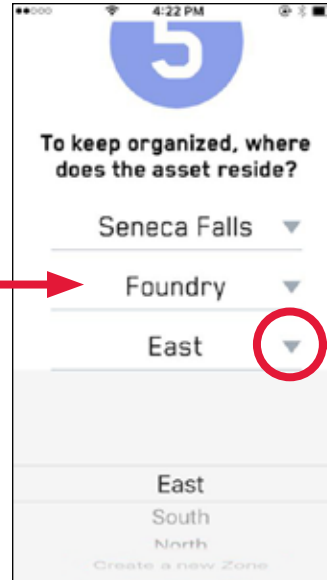 4:22 PM
5
To keep organized, where
does the asset reside?
Seneca Falls
Foundry
East
East
South
North
Create a new Zone